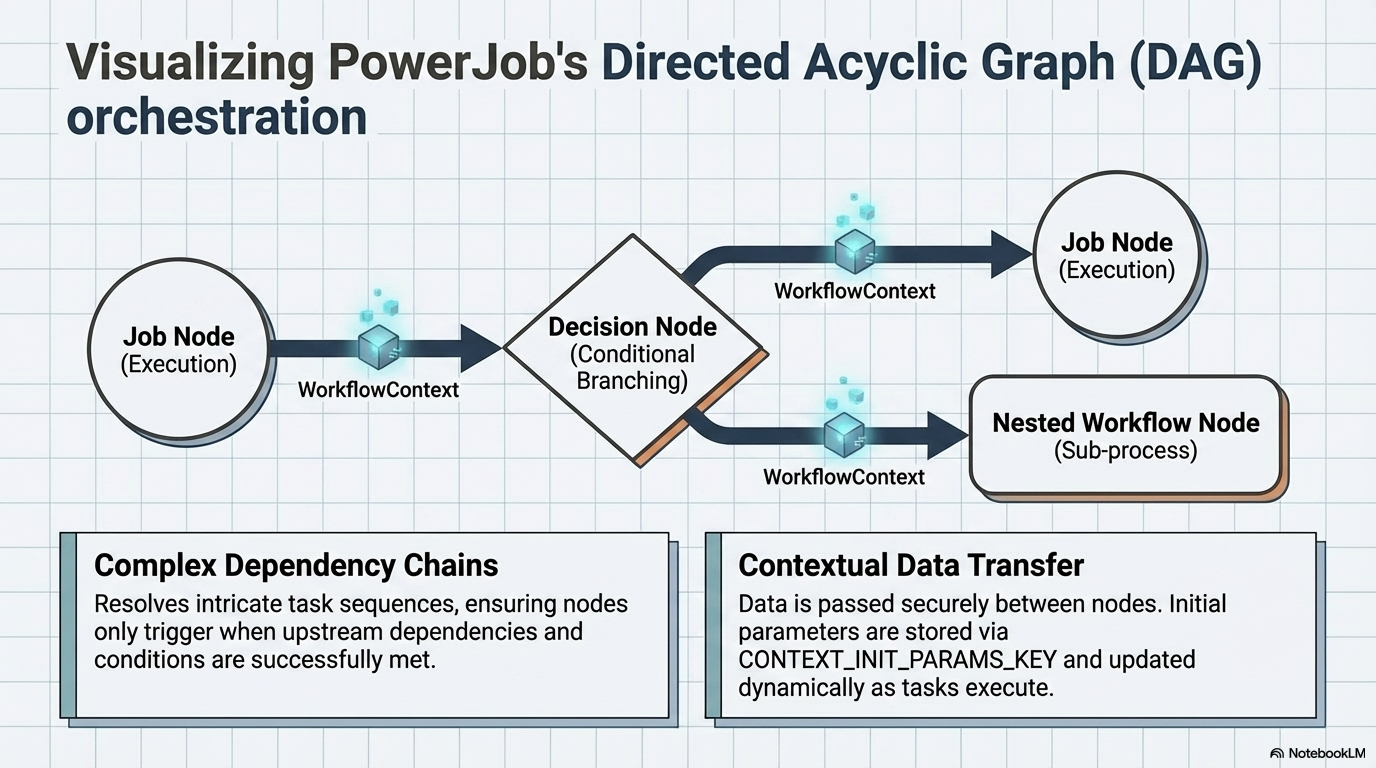 Visualizing PowerJob's Directed Acyclic Graph (DAG)
orchestration
Job Node
(Execution)
WorkflowContext
Decision Node
(Conditional
Branching)
WorkflowContext
Job Node
(Execution)
WorkflowContext
Nested Workflow Node
(Sub-process)
Complex Dependency Chains
Resolves intricate task sequences, ensuring nodes
only trigger when upstream dependencies and
conditions are successfully met.
Contextual Data Transfer
Data is passed securely between nodes. Initial
parameters are stored via
CONTEXT_INIT_PARAMS_KEY and updated
dynamically as tasks execute.
NotebookLM